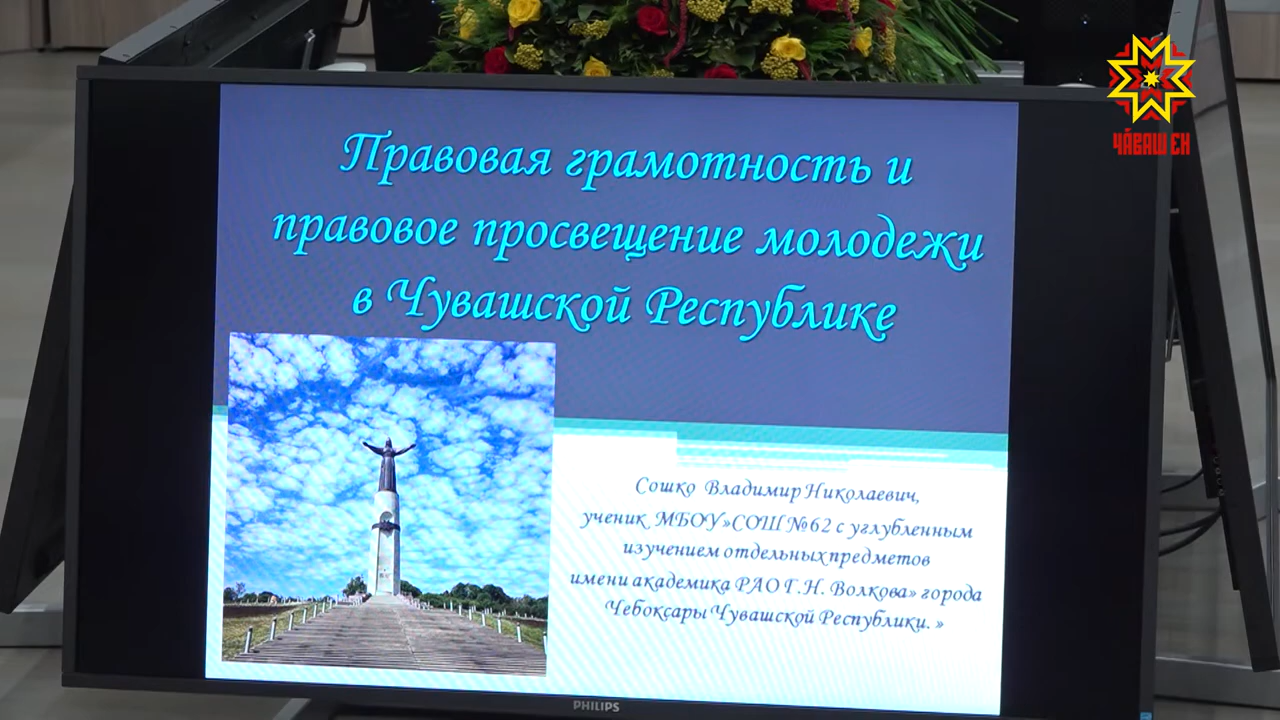 ЧӐВАШ ЕН
Правовая грамотность и
правовое просвещение молодежи
в Чувашской Республике
Сошко Владимир Николаевич,
ученик МБОУ»СОШ №62 с углубленным
изучением отдельных предметов
имени академика РАО Г.Н. Волкова» города
Чебоксары Чувашской Республики. »
PHILIPS